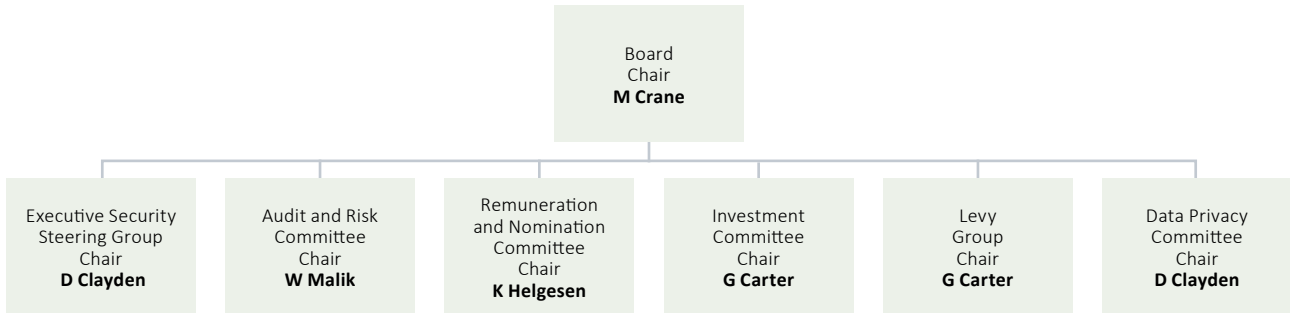 Board
Chair
M Crane
Executive Security
Steering Group
Chair
D Clayden
Audit and Risk
Committee
Chair
W Malik
Remuneration
and Nomination
Committee
Chair
K Helgesen
Investment
Committee
Chair
G Carter
Levy
Group
Chair
G Carter
Data Privacy
Committee
Chair
D Clayden